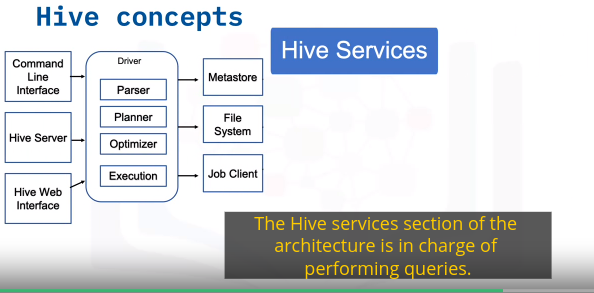 Hive concepts
Hive Services
Command
Line
Interface
Hive Server
Hive Web
Interface
Driver
Parser
Planner
Optimizer
Execution
Metastore
File
System
Job Client
The Hive services section of the
architecture is in charge of
performing queries.